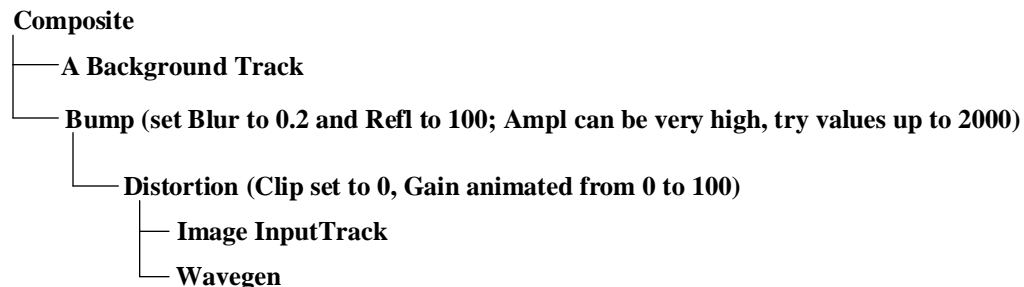 Composite
A Background Track
Bump (set Blur to 0.2 and Refl to 100; Ampl can be very high, try values up to 2000)
Distortion (Clip set to 0, Gain animated from 0 to 100)
Image InputTrack
Wavegen